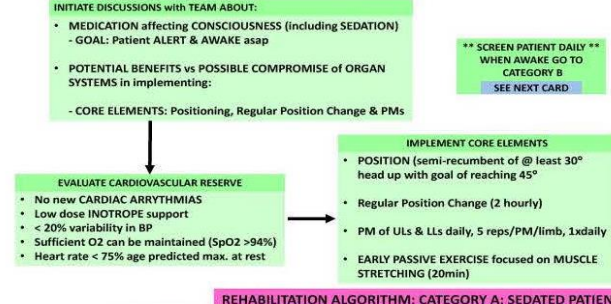 INITIATE DISCUSSIONS with TEAM ABOUT:
• MEDICATION affecting CONSCIOUSNESS (including SEDATION)
- GOAL: Patient ALERT & AWAKE asap
• POTENTIAL BENEFITS vs POSSIBLE COMPROMISE of ORGAN
SYSTEMS in implementing:
- CORE ELEMENTS: Positioning, Regular Position Change & PMs
** SCREEN PATIENT DAILY **
WHEN AWAKE GO TO
CATEGORY B
SEE NEXT CARD
EVALUATE CARDIOVASCULAR RESERVE
• No new CARDIAC ARRYTHMIAS
• Low dose INOTROPE support
• < 20% variability in BP
• Sufficient O2 can be maintained (SpO2 >94%)
• Heart rate < 75% age predicted max. at rest
IMPLEMENT CORE ELEMENTS
• POSITION (semi-recumbent of @ least 30°
head up with goal of reaching 45°
• Regular Position Change (2 hourly)
• PM of ULs & LLs daily, 5 reps/PM/limb, 1xdaily
• EARLY PASSIVE EXERCISE focused on MUSCLE
STRETCHING (20min)
REHABILITATION ALGORITHM: CATEGORY A: SEDATED PATIEN